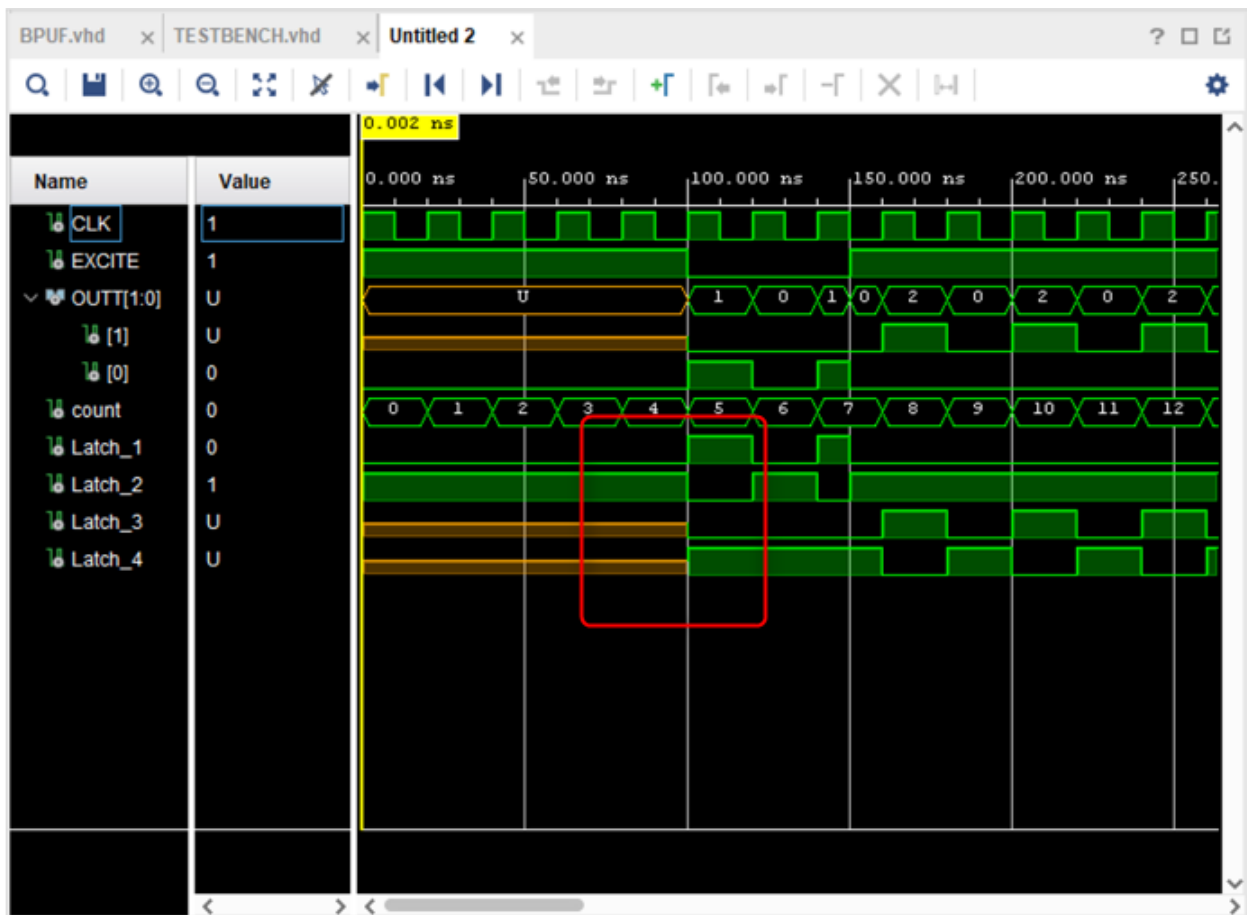 BPUF.vhd × TESTBENCH.vhd × Untitled 2 ×
?
0.002 ns
Name Value
0.000 ns 50.000 ns 100.000 ns 150.000 ns 200.000 ns 250.
CLK 1
EXCITE 1
OUTT[1:0] U U 1 0 1 0 2 0 2 0 2
[1] U
[0] 0
count 0 0 1 2 3 4 5 6 7 8 9 10 11 12
Latch_1 0
Latch_2 1
Latch_3 U
Latch_4 U